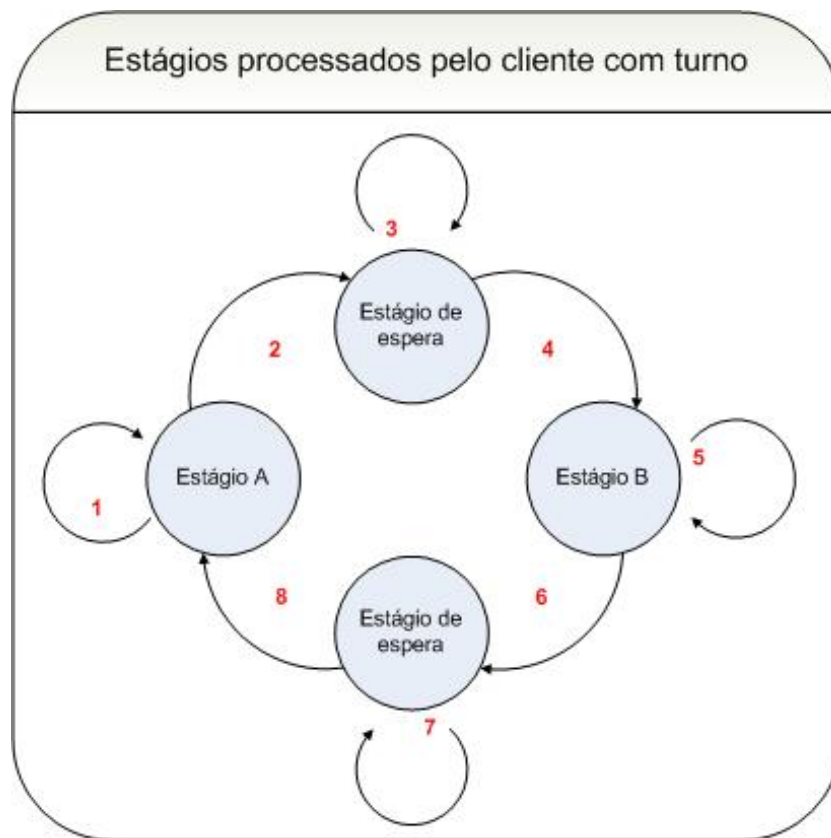 Estágios processados pelo cliente com turno
3
Estágio de
espera
2
4
Estágio A
Estágio B
5
1
8
6
Estágio de
espera
7